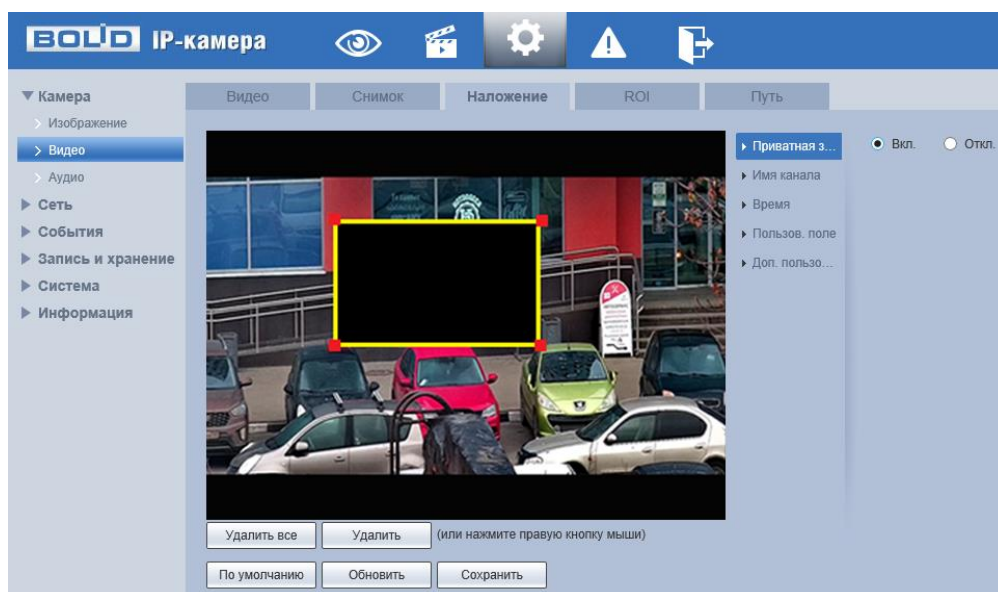 BOLID IP-камера
Камера
Изображение
Видео
Аудио
Сеть
События
Запись и хранение
Система
Информация
Видео Снимок Наложение ROI Путь
Приватная з...
Имя канала
Время
Пользов. поле
Доп. пользо...
Вкл. Откл.
Удалить все Удалить (или нажмите правую кнопку мыши)
По умолчанию Обновить Сохранить